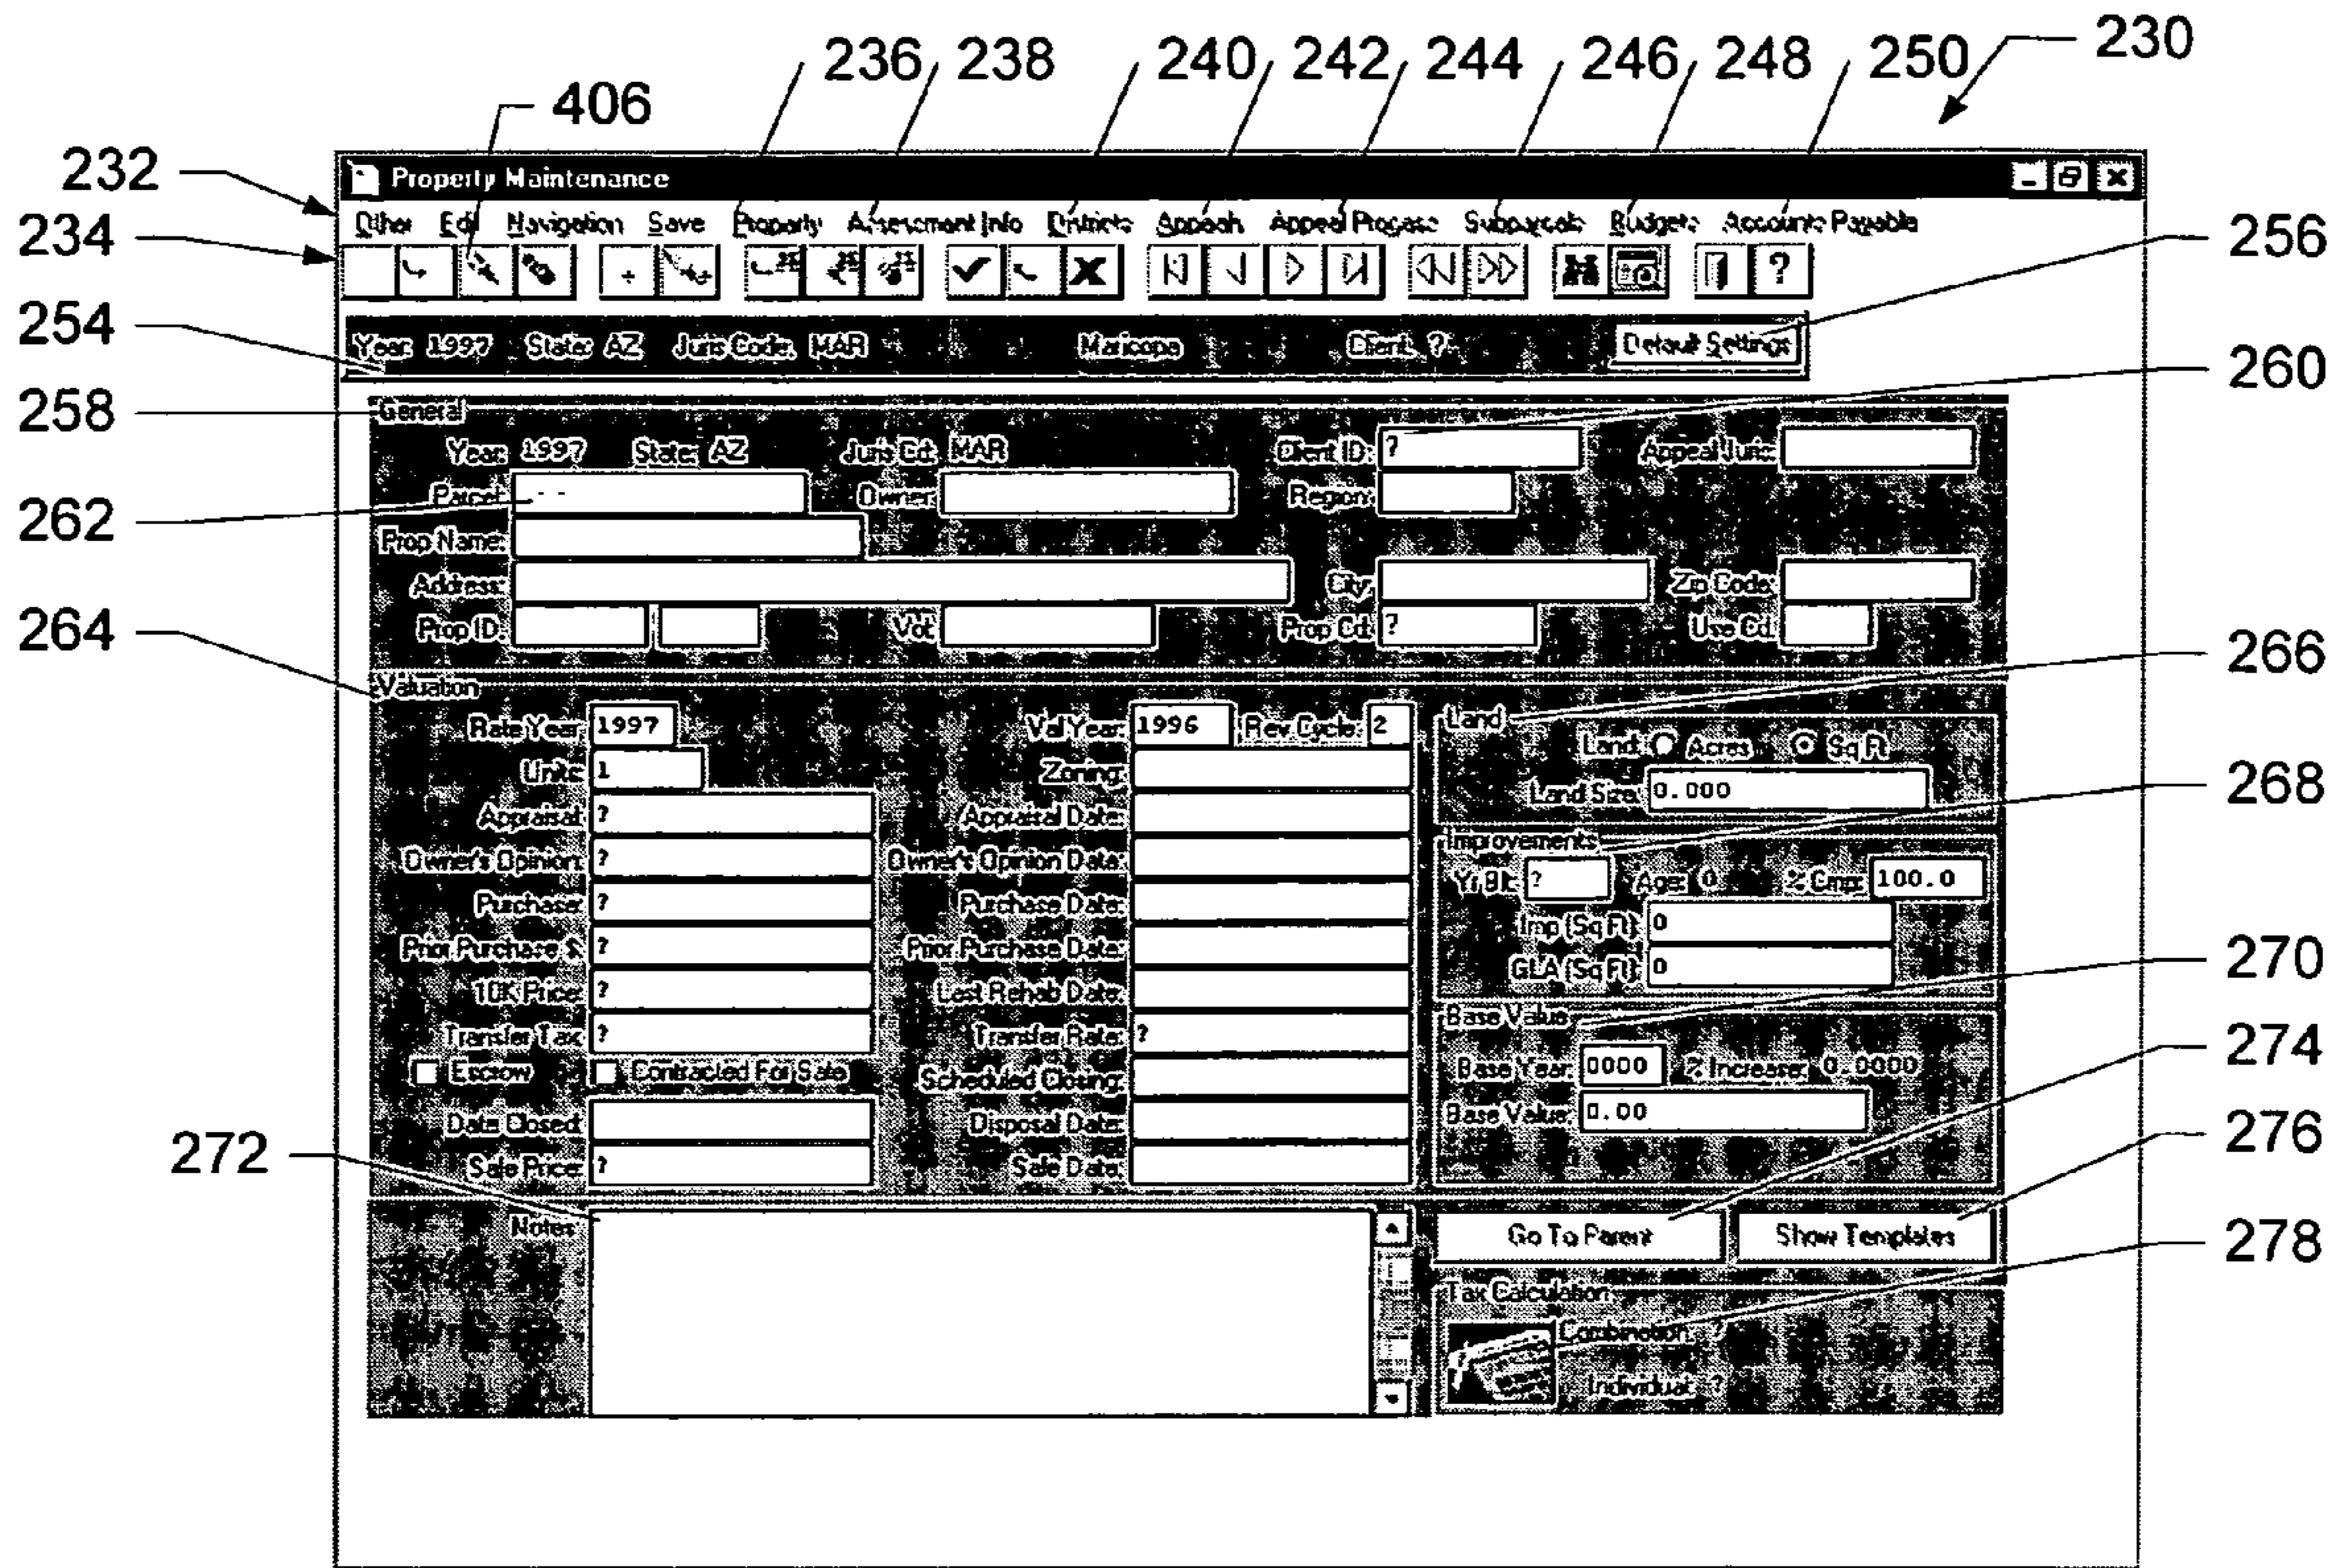 236 238 240 242 244 246 248 250 230
406
232
Property Maintenance
Other Edit Navigation Save Property Assessment Info Districts Appeals Appeal Process Subparcels Budgets Accounts Payable
234
?
256
254
Year: 1997 State: AZ Juris Code: MAR Maricopa Client: ? Default Settings
260
258
General
Year: 1997 State: AZ Juris Cd: MAR Client ID: ? Appeal Juris:
Parcel: - - Owner: Region:
262
Prop Name:
Address: City: Zip Code:
264
Prop ID: Vol: Prop Cd: ? Use Cd:
266
Valuation
Rate Year: 1997 Val Year: 1996 Rev. Cycle: 2
Land
Land: Acres Sq Ft
Units: 1 Zoning:
Land Size: 0.000
268
Appraisal: ? Appraisal Date:
Improvements
Owner's Opinion: ? Owner's Opinion Date:
Yr Blt: ? Age: 0 % Cmp: 100.0
Purchase: ? Purchase Date:
Imp (Sq Ft): 0
Prior Purchase $: ? Prior Purchase Date:
GLA (Sq Ft): 0
270
10K Price: ? Last Rehab Date:
Base Value
Transfer Tax: ? Transfer Rate: ?
274
Escrow Contracted For Sale Scheduled Closing:
Base Year: 0000 % Increase: 0.0000
Date Closed: Disposal Date:
Base Value: 0.00
276
272
Sale Price: ? Sale Date:
Notes:
Go To Parent Show Templates
278
Tax Calculation
Combination: ?
Individual: ?